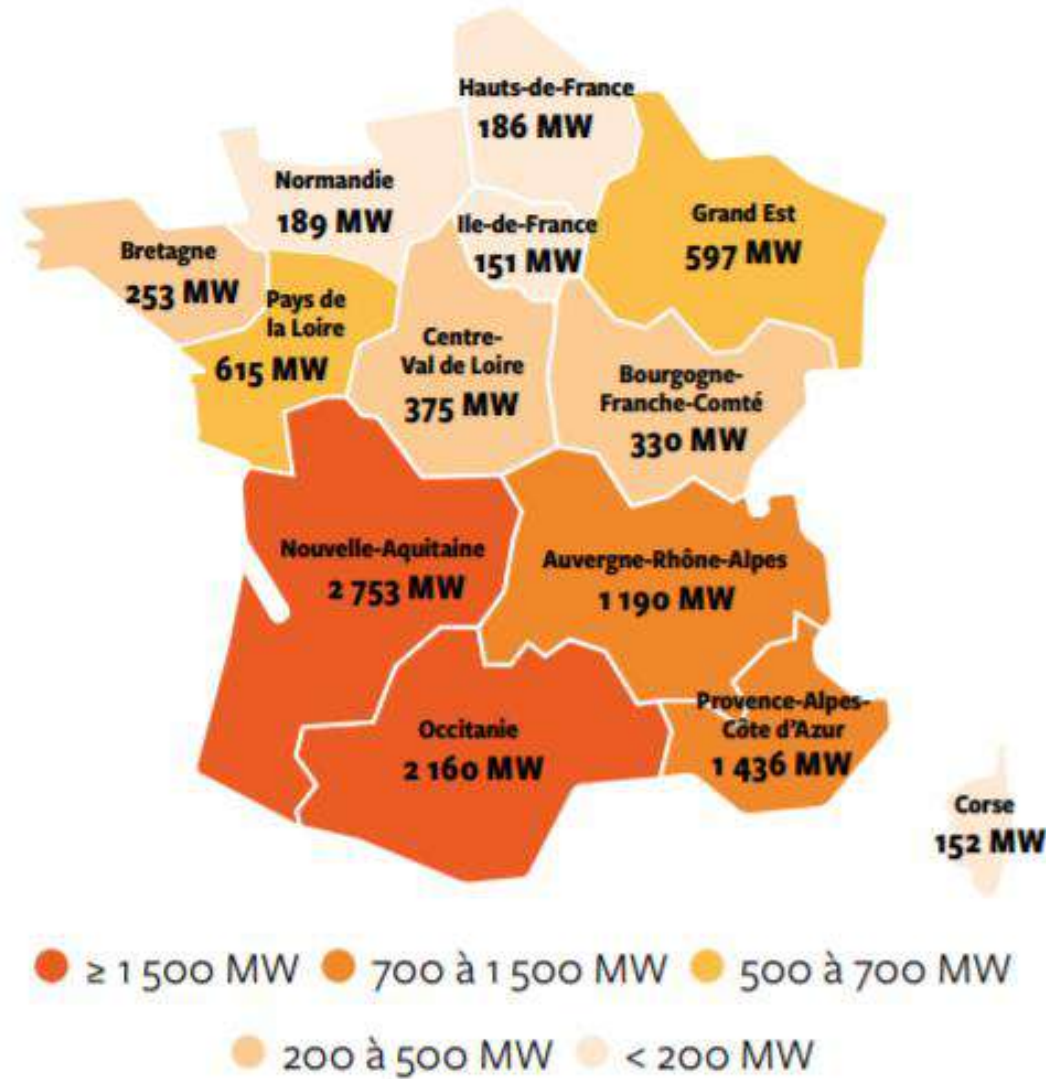 Hauts-de-France
186 MW
Normandie
189 MW
Ile-de-France
151 MW
Grand Est
597 MW
Bretagne
253 MW
Pays de
la Loire
615 MW
Centre-
Val de Loire
375 MW
Bourgogne-
Franche-Comté
330 MW
Nouvelle-Aquitaine
2 753 MW
Auvergne-Rhône-Alpes
1 190 MW
Occitanie
2 160 MW
Provence-Alpes-
Côte d'Azur
1 436 MW
Corse
152 MW
≥ 1 500 MW 700 à 1 500 MW 500 à 700 MW
200 à 500 MW < 200 MW